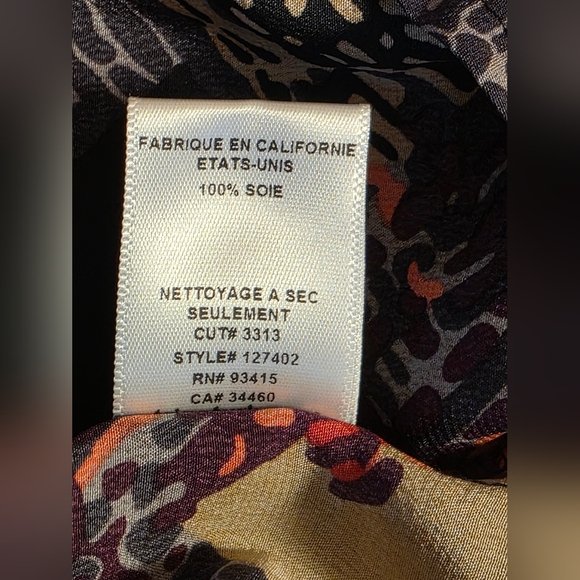 FABRIQUE EN CALIFORNIE
ETATS-UNIS
100% SOIE
NETTOYAGE A SEC
SEULEMENT
CUT# 3313
STYLE# 127402
RN# 93415
CA# 34460